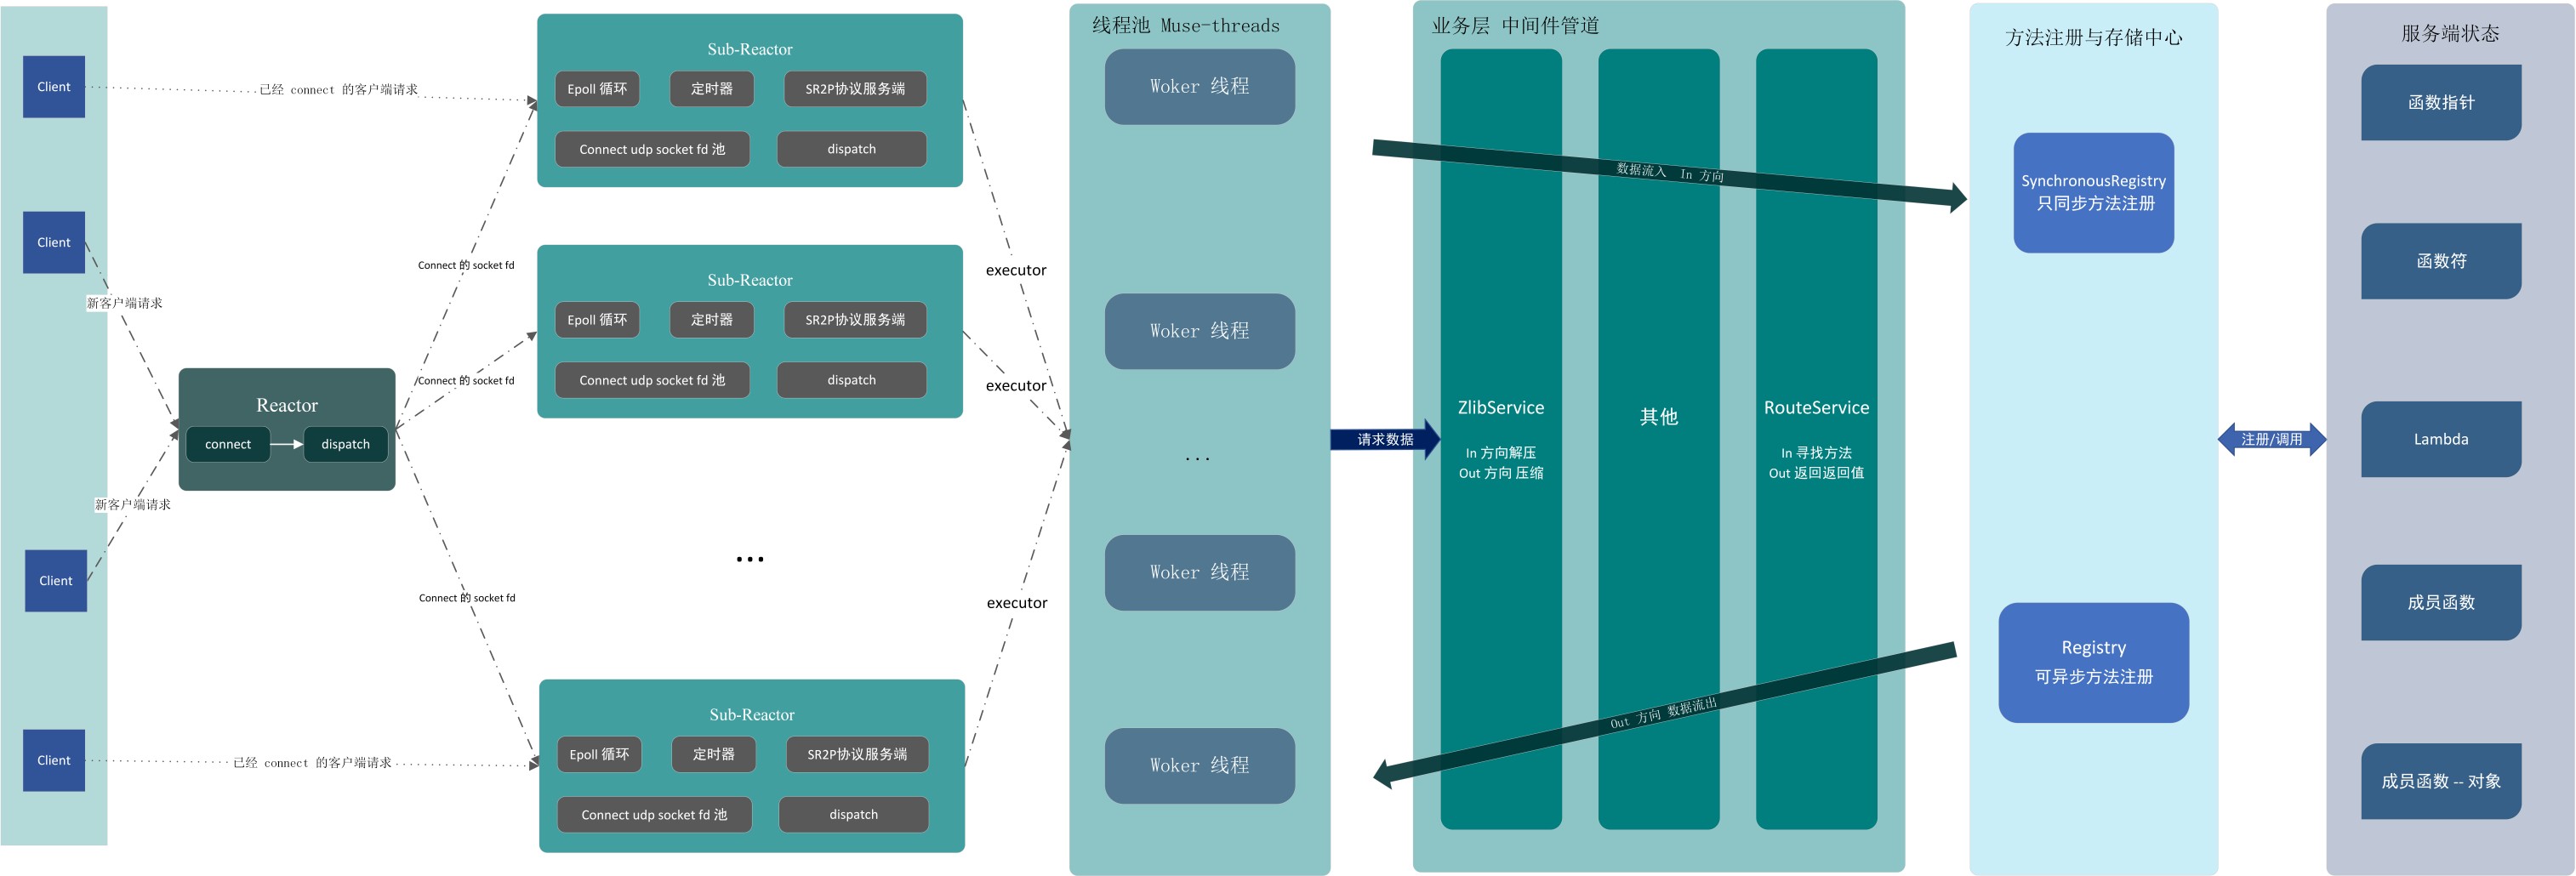 Client
Client
Client
Client
已经 connect 的客户端请求
新客户端请求
新客户端请求
已经 connect 的客户端请求
Reactor
connect
dispatch
Connect 的 socket fd
Connect 的 socket fd
Connect 的 socket fd
Sub-Reactor
Epoll 循环
定时器
SR2P协议服务端
Connect udp socket fd 池
dispatch
Sub-Reactor
Epoll 循环
定时器
SR2P协议服务端
Connect udp socket fd 池
dispatch
...
Sub-Reactor
Epoll 循环
定时器
SR2P协议服务端
Connect udp socket fd 池
dispatch
executor
executor
executor
线程池 Muse-threads
Woker 线程
Woker 线程
...
Woker 线程
Woker 线程
请求数据
业务层 中间件管道
数据流入 In 方向
ZlibService
In 方向解压
Out 方向 压缩
其他
RouteService
In 寻找方法
Out 返回返回值
Out 方向 数据流出
方法注册与存储中心
SynchronousRegistry
只同步方法注册
Registry
可异步方法注册
注册/调用
服务端状态
函数指针
函数符
Lambda
成员函数
成员函数 -- 对象